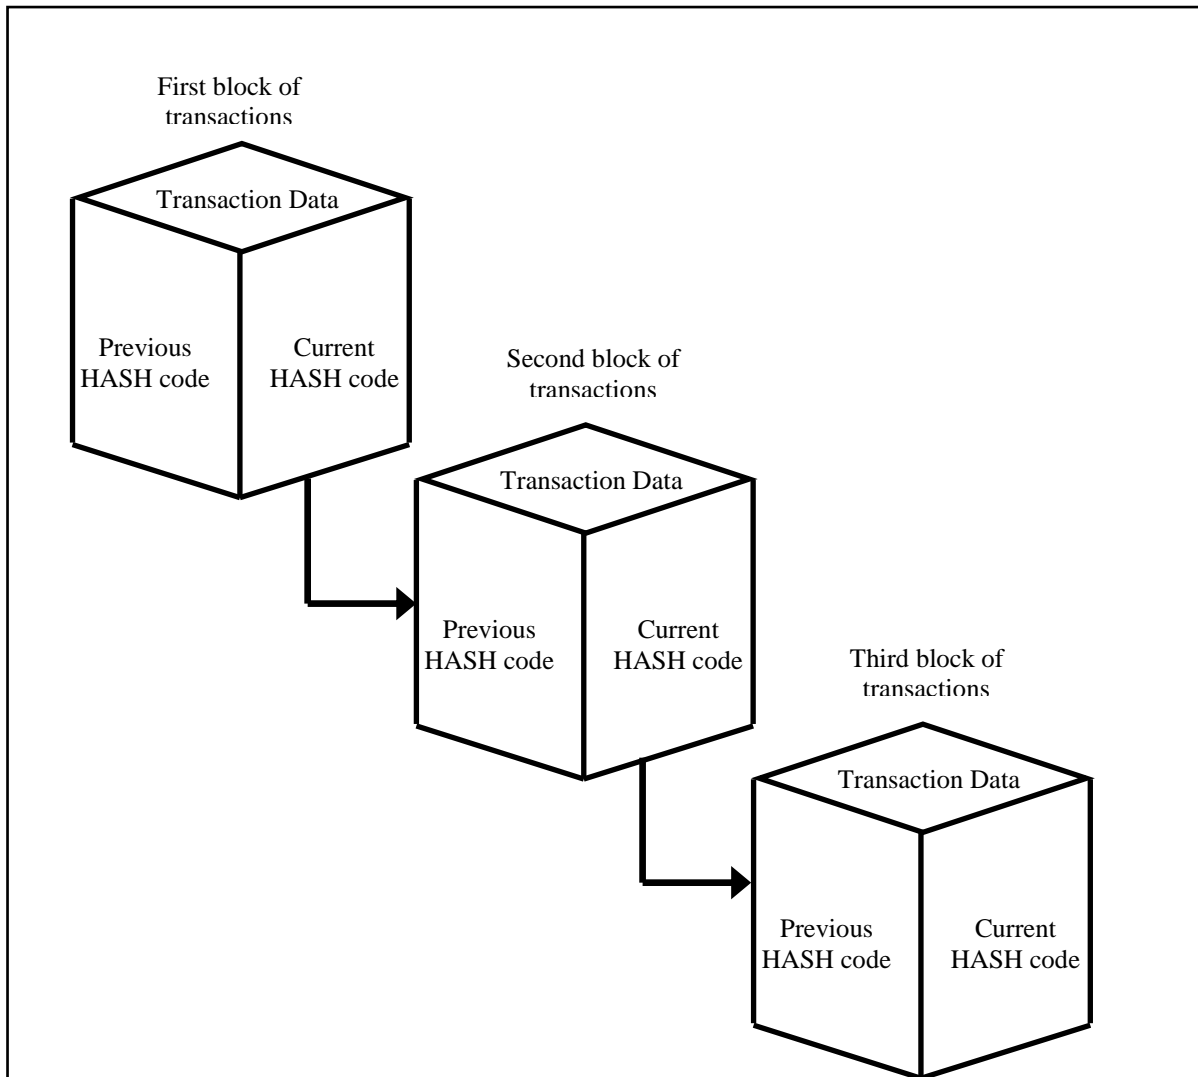 First block of
transactions
Transaction Data
Previous
HASH code
Current
HASH code
Second block of
transactions
Transaction Data
Previous
HASH code
Current
HASH code
Third block of
transactions
Transaction Data
Previous
HASH code
Current
HASH code